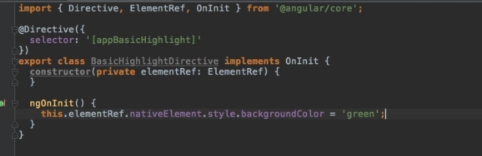 import { Directive, ElementRef, OnInit } from '@angular/core';
@Directive({
selector: '[appBasicHighlight]'
})
export class BasicHighlightDirective implements OnInit {
constructor(private elementRef: ElementRef) {
}
ngOnInit() {
this.elementRef.nativeElement.style.backgroundColor = 'green';
}
}